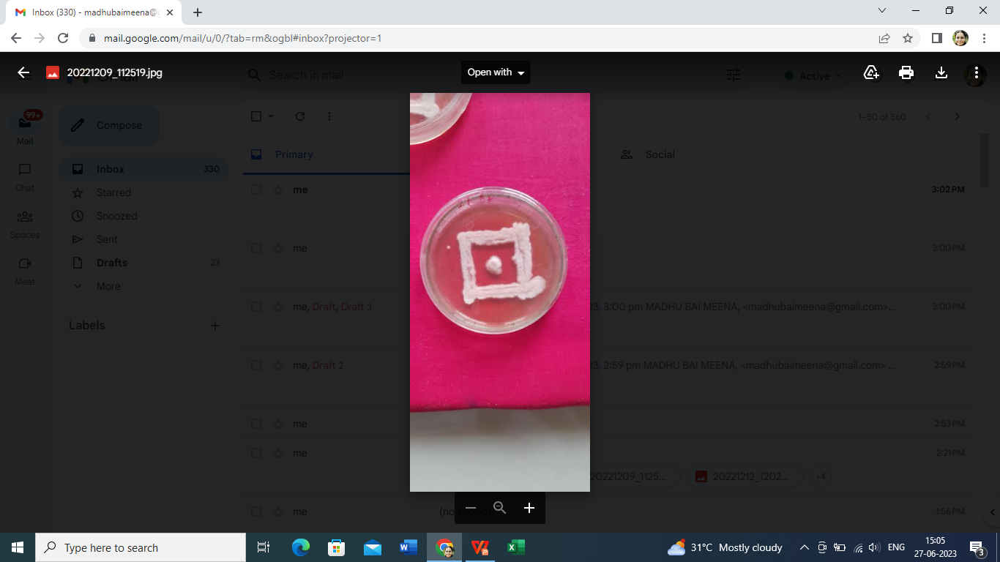 Inbox (330) - madhubaimeena@g
mail.google.com/mail/u/0/?tab=rm&ogbl#inbox?projector=1
20221209_112519.jpg
Search in mail
Open with
Active
99+
Mail
Compose
1–50 of 560
Chat
Primary
Social
Inbox 330
me 3:02 PM
Starred
Spaces
Snoozed
Sent
me 3:00 PM
Meet
Drafts 23
More
me, Draft, Draft 3 23, 3:00 pm MADHU BAI MEENA, <madhubaimeena@gmail.com>... 3:00 PM
Labels
me, Draft 2 23, 2:59 pm MADHU BAI MEENA, <madhubaimeena@gmail.com> ... 2:59 PM
me 2:53 PM
me 2:21 PM
20221209_1125... 20221212_1202... +4
me (no subject) 1:56 PM
Type here to search
31°C Mostly cloudy
ENG
15:05
27-06-2023
3